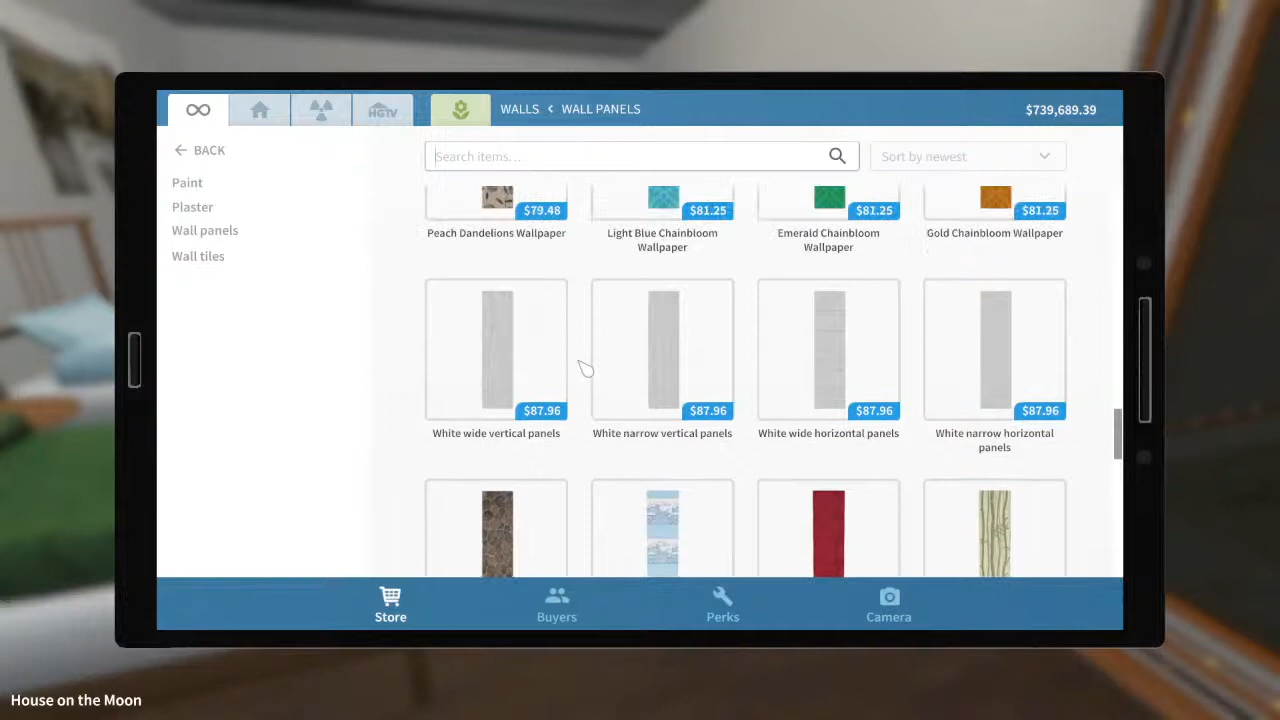 HGTV
WALLS < WALL PANELS
$739,689.39
BACK
Search items...
Sort by newest
Paint
Plaster
Wall panels
Wall tiles
$79.48
$81.25
$81.25
$81.25
Peach Dandelions Wallpaper
Light Blue Chainbloom
Wallpaper
Emerald Chainbloom
Wallpaper
Gold Chainbloom Wallpaper
$87.96
$87.96
$87.96
$87.96
White wide vertical panels
White narrow vertical panels
White wide horizontal panels
White narrow horizontal
panels
Store
Buyers
Perks
Camera
House on the Moon